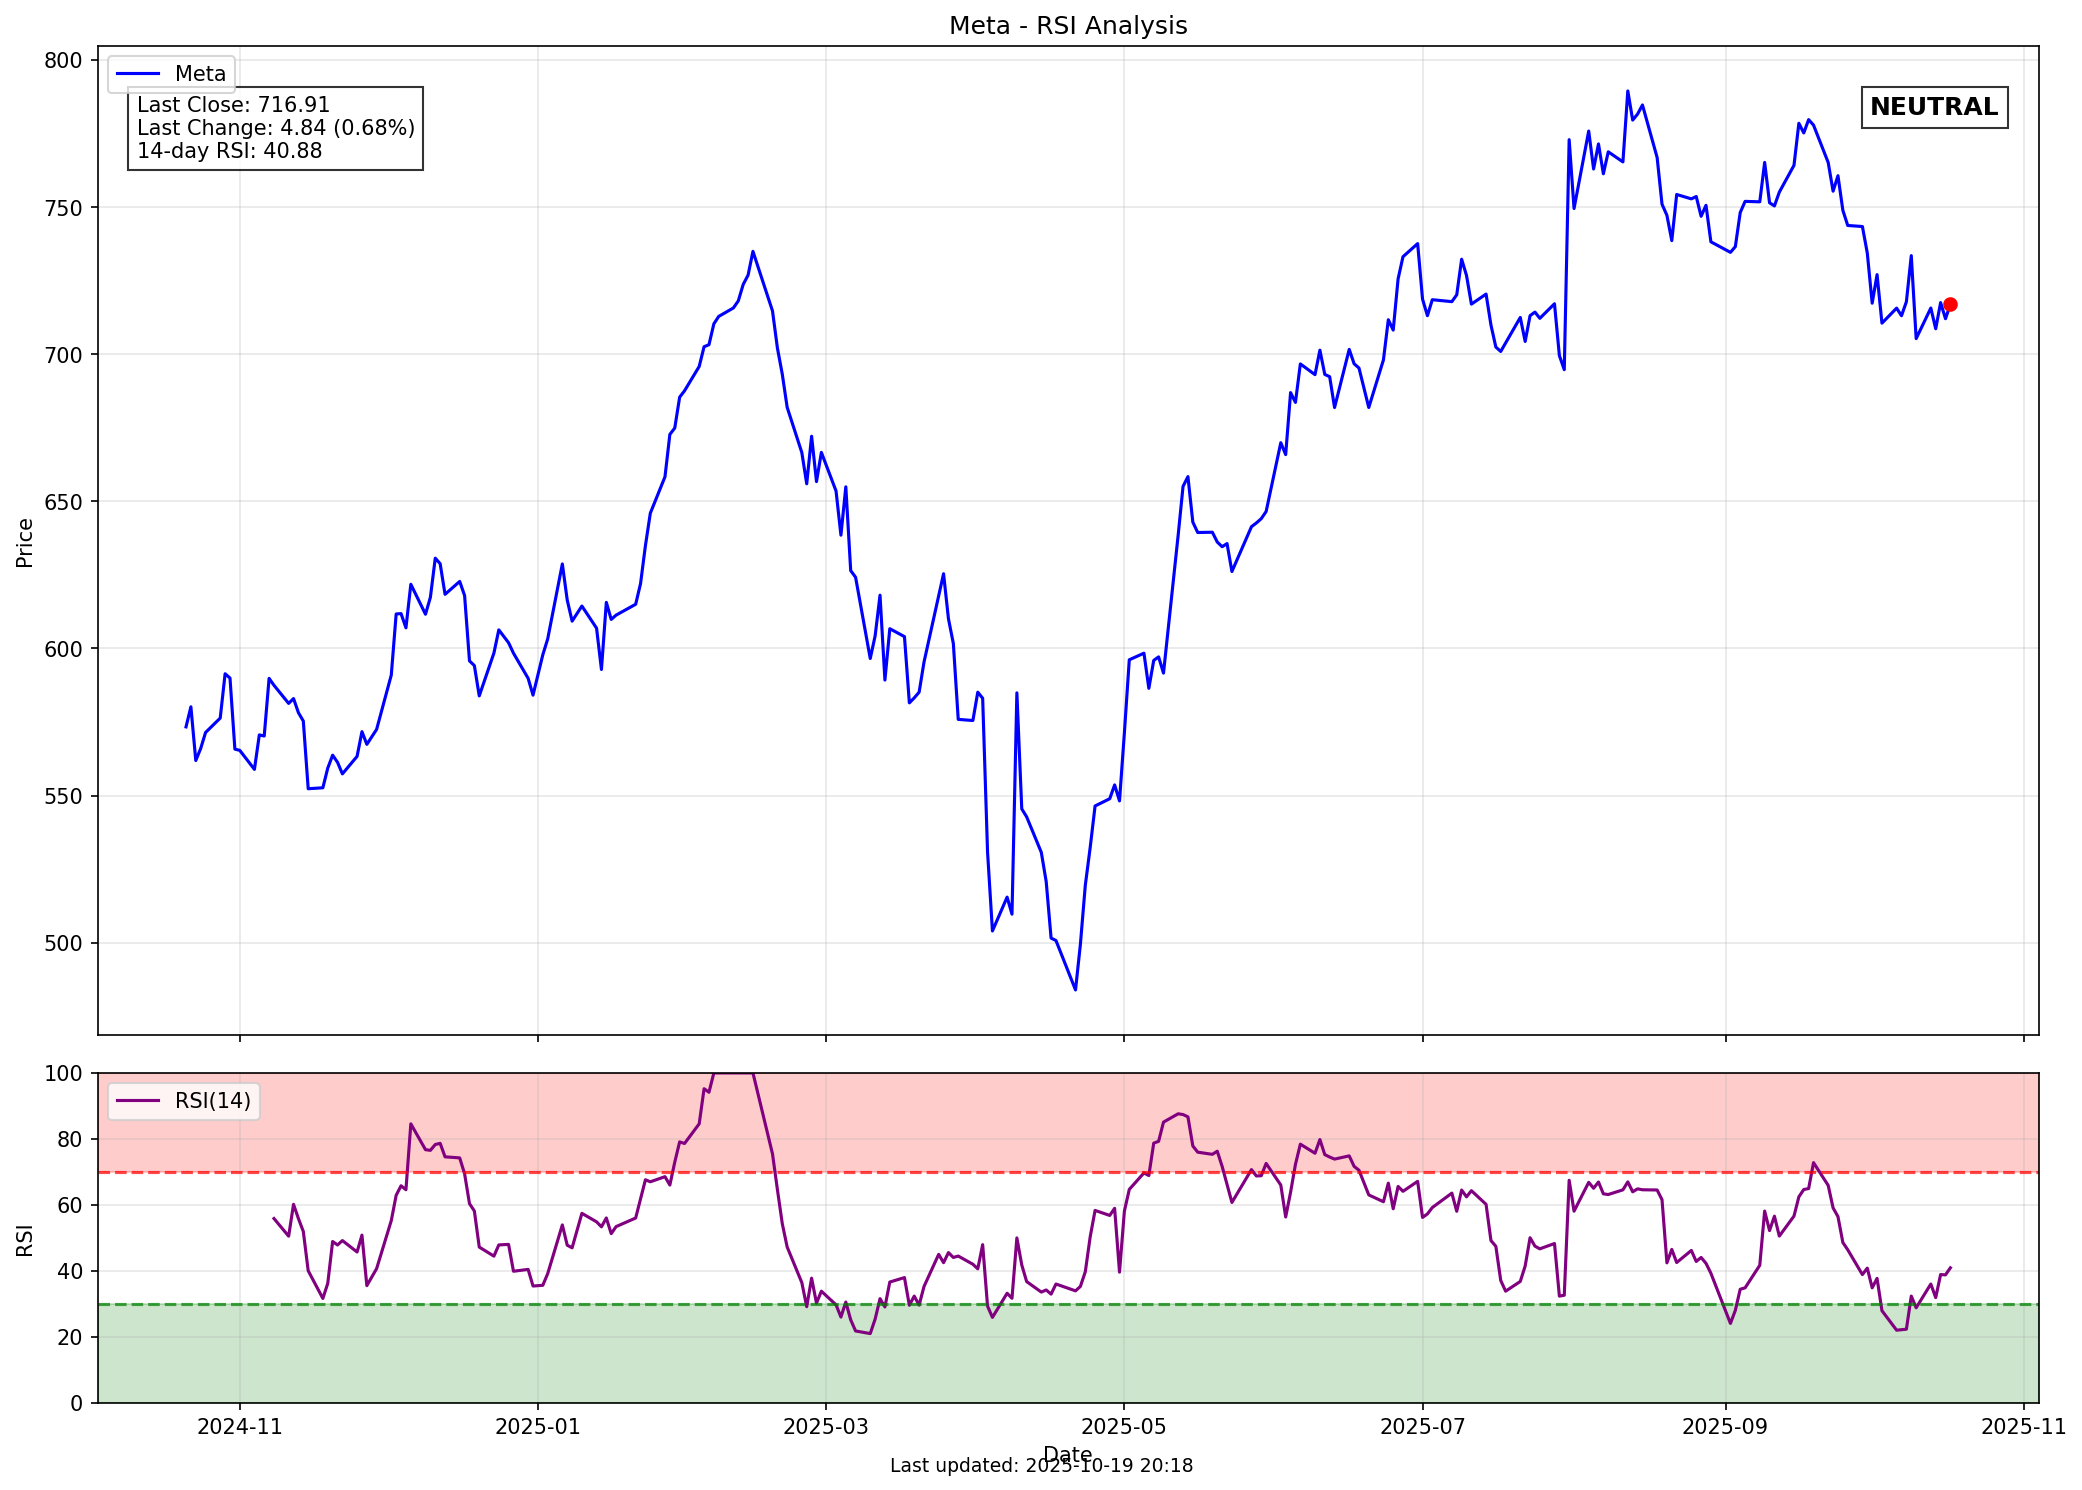 Meta - RSI Analysis
Meta
Last Close: 716.91
Last Change: 4.84 (0.68%)
14-day RSI: 40.88
NEUTRAL
Price
800
750
700
650
600
550
500
RSI(14)
RSI
100
80
60
40
20
0
2024-11
2025-01
2025-03
2025-05
2025-07
2025-09
2025-11
Date
Last updated: 2025-10-19 20:18